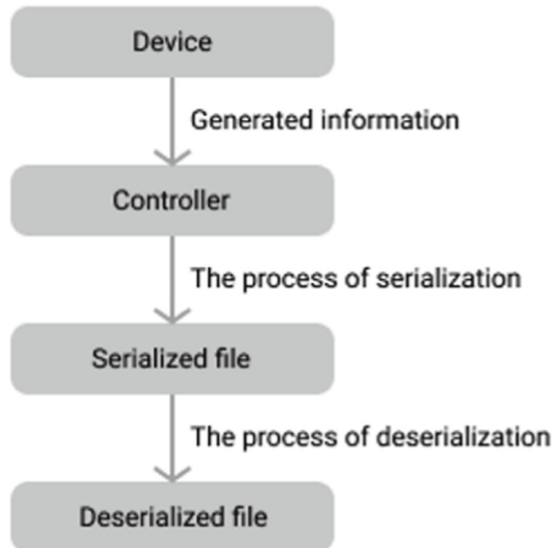 Device
Generated information
Controller
The process of serialization
Serialized file
The process of deserialization
Deserialized file